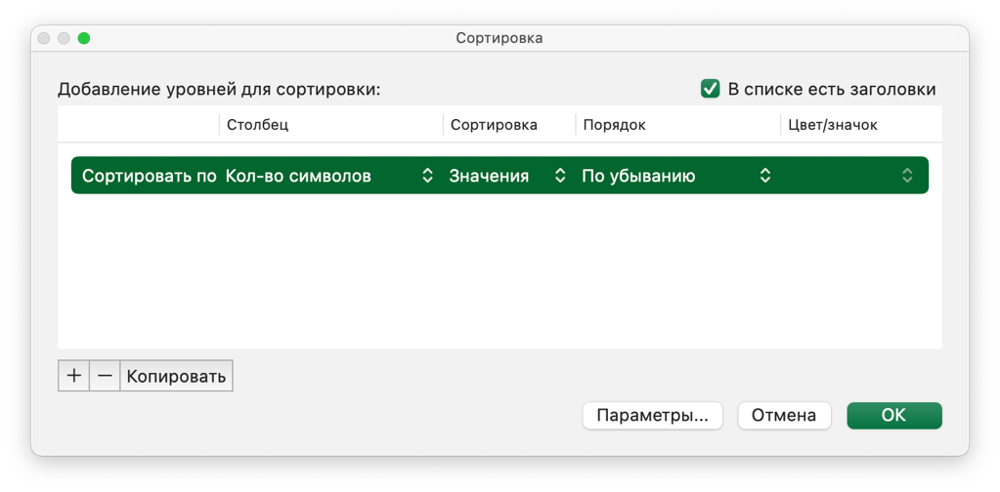 Сортировка
Добавление уровней для сортировки:
В списке есть заголовки
Столбец Сортировка Порядок Цвет/значок
Сортировать по Кол-во символов Значения По убыванию
+ − Копировать
Параметры... Отмена OK